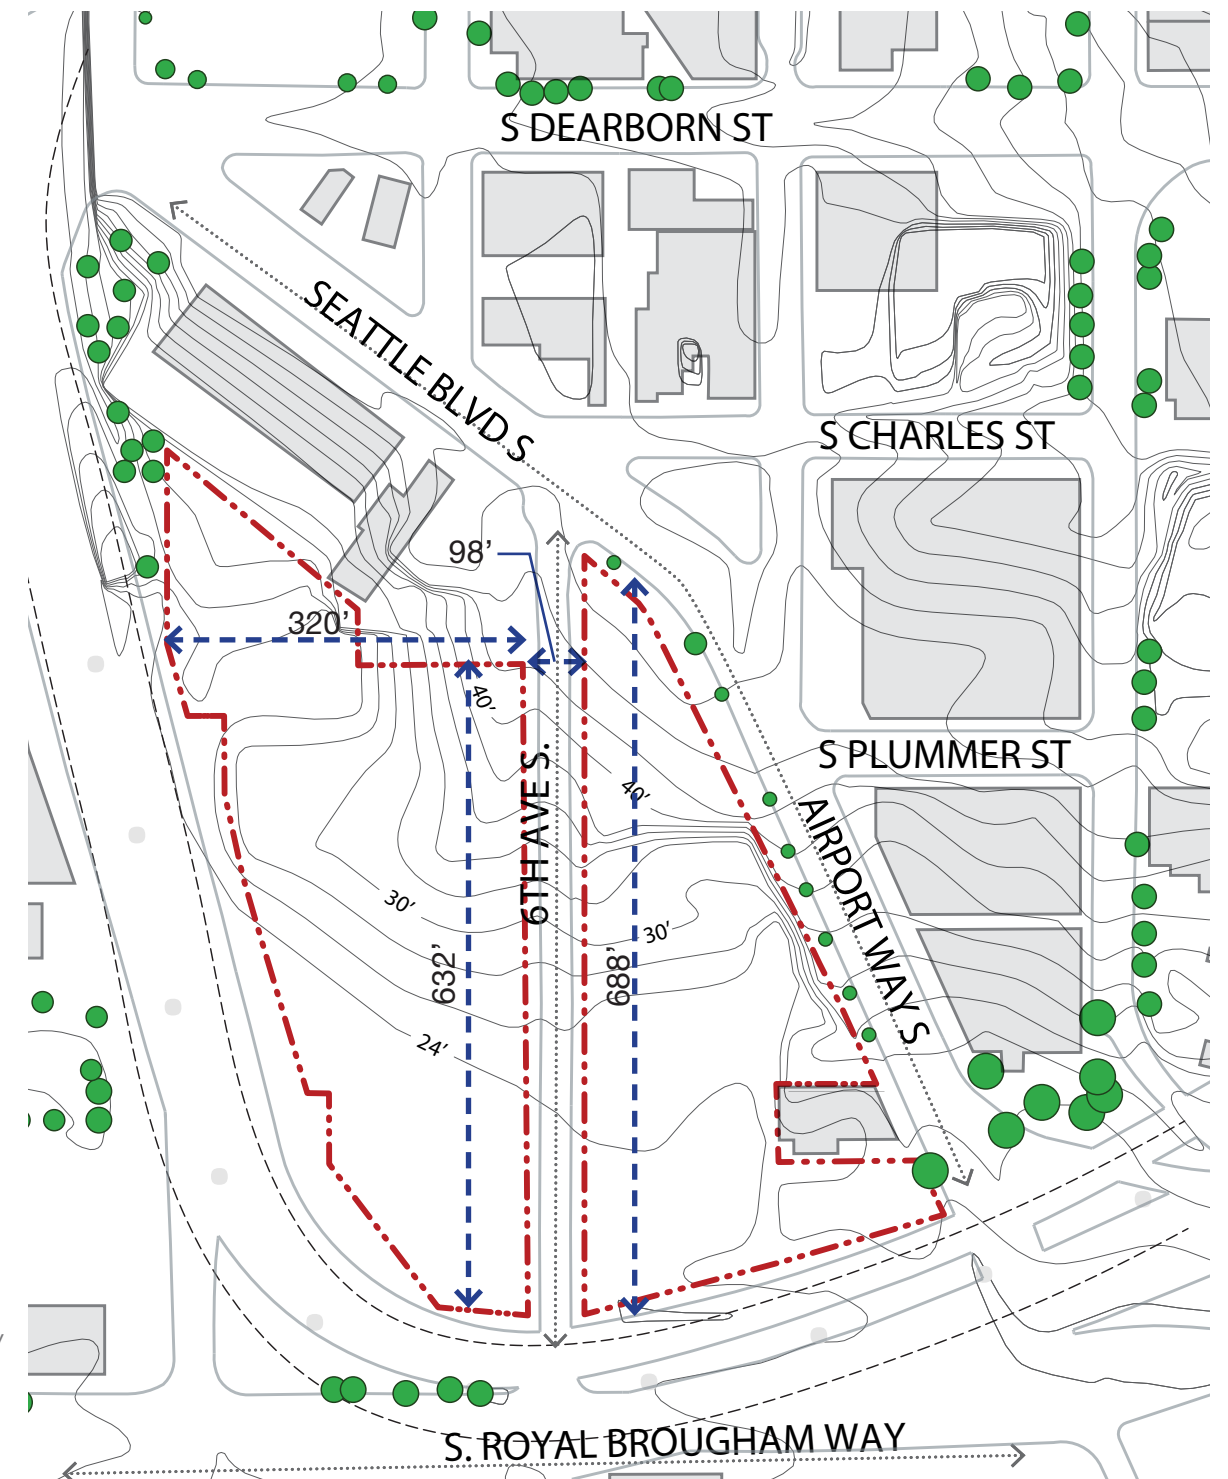 S DEARBORN ST
SEATTLE BLVD S
S CHARLES ST
98’
320’
40’
S PLUMMER ST
40’
6TH AVE S.
AIRPORT WAY S
30’
30’
632’
688’
24’
S. ROYAL BROUGHAM WAY